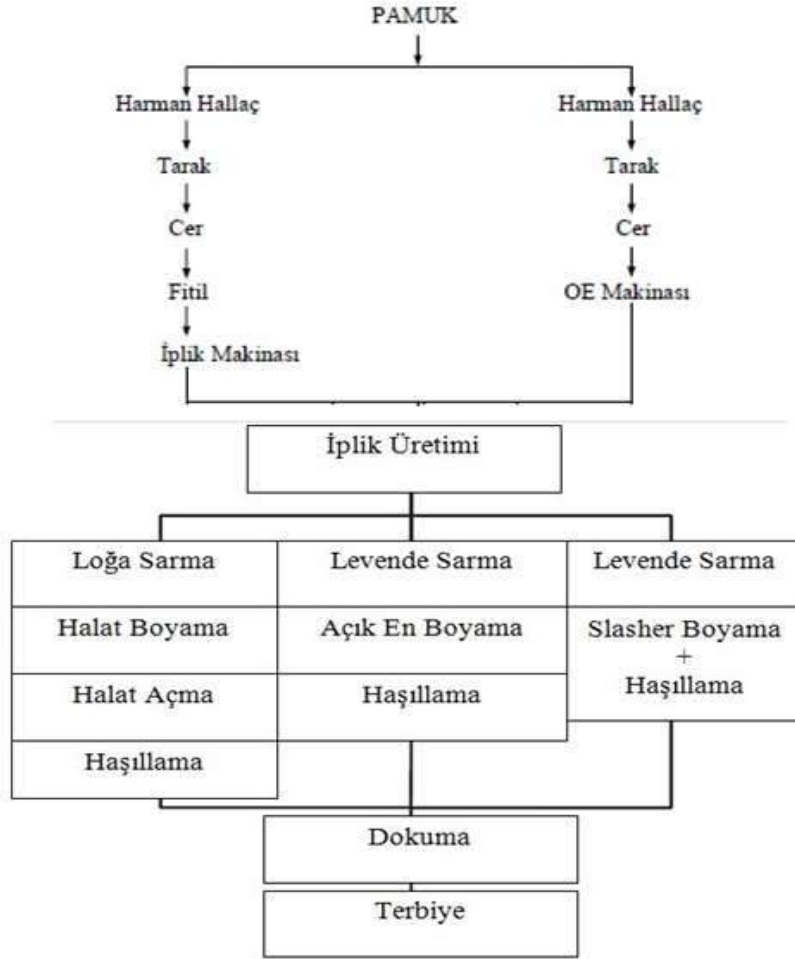 PAMUK
Harman Hallaç
Harman Hallaç
Tarak
Tarak
Cer
Cer
Fitil
OE Makinası
İplik Makinası
İplik Üretimi
Loğa Sarma
Levende Sarma
Levende Sarma
Halat Boyama
Açık En Boyama
Slasher Boyama
+
Haşıllama
Halat Açma
Haşıllama
Haşıllama
Dokuma
Terbiye